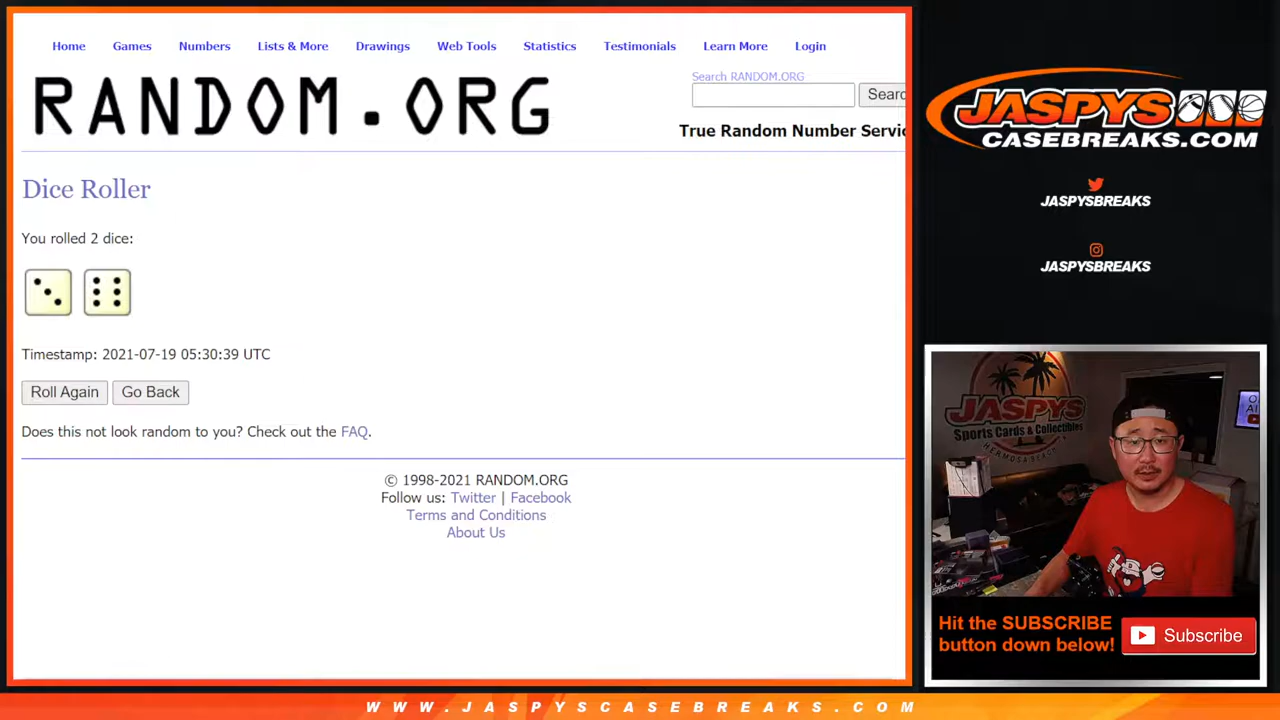 Home Games Numbers Lists & More Drawings Web Tools Statistics Testimonials Learn More Login
RANDOM.ORG
Search RANDOM.ORG
Searc
True Random Number Servic
Dice Roller
You rolled 2 dice:
Timestamp: 2021-07-19 05:30:39 UTC
Roll Again Go Back
Does this not look random to you? Check out the FAQ.
© 1998-2021 RANDOM.ORG
Follow us: Twitter | Facebook
Terms and Conditions
About Us
JASPYS
CASEBREAKS.COM
JASPYSBREAKS
JASPYSBREAKS
JASPYS
Sports Cards & Collectibles
HERMOSA BEACH
Hit the SUBSCRIBE
button down below!
Subscribe
WWW.JASPYSCASEBREAKS.COM